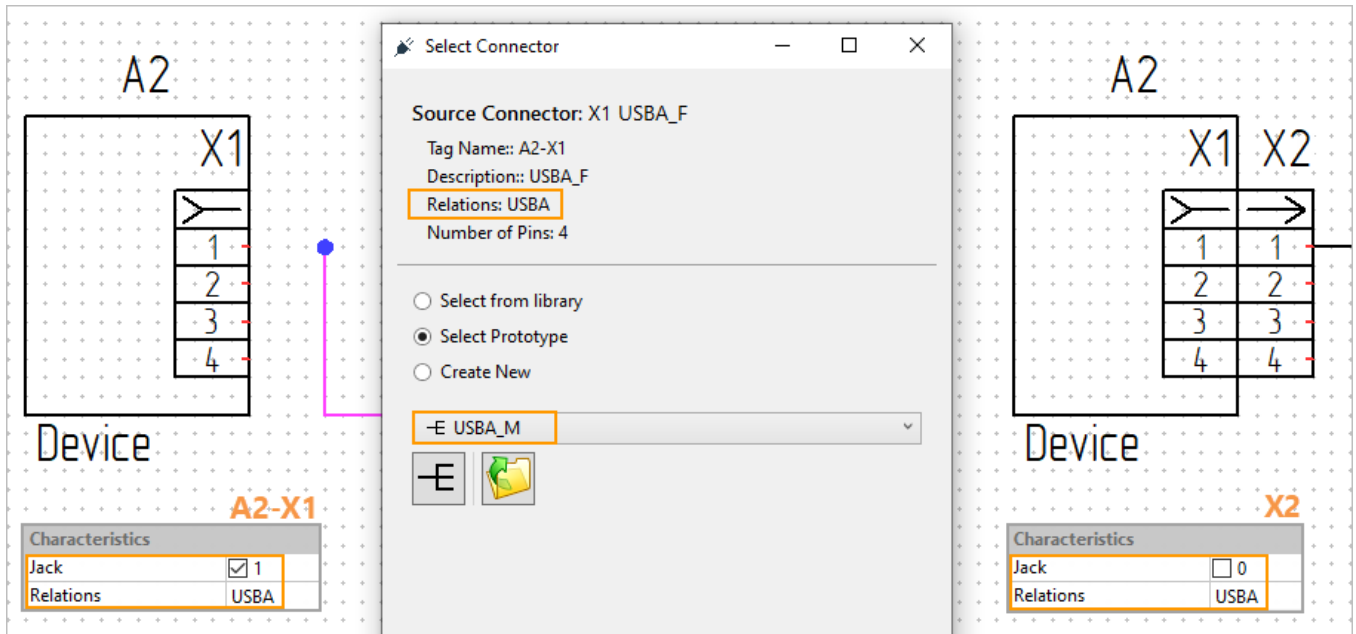 A2
X1
1
2
3
4
Device
A2-X1
Characteristics
Jack 1
Relations USBA
Select Connector
Source Connector: X1 USBA_F
Tag Name:: A2-X1
Description:: USBA_F
Relations: USBA
Number of Pins: 4
Select from library
Select Prototype
Create New
USBA_M
A2
X1 X2
1 1
2 2
3 3
4 4
Device
X2
Characteristics
Jack 0
Relations USBA